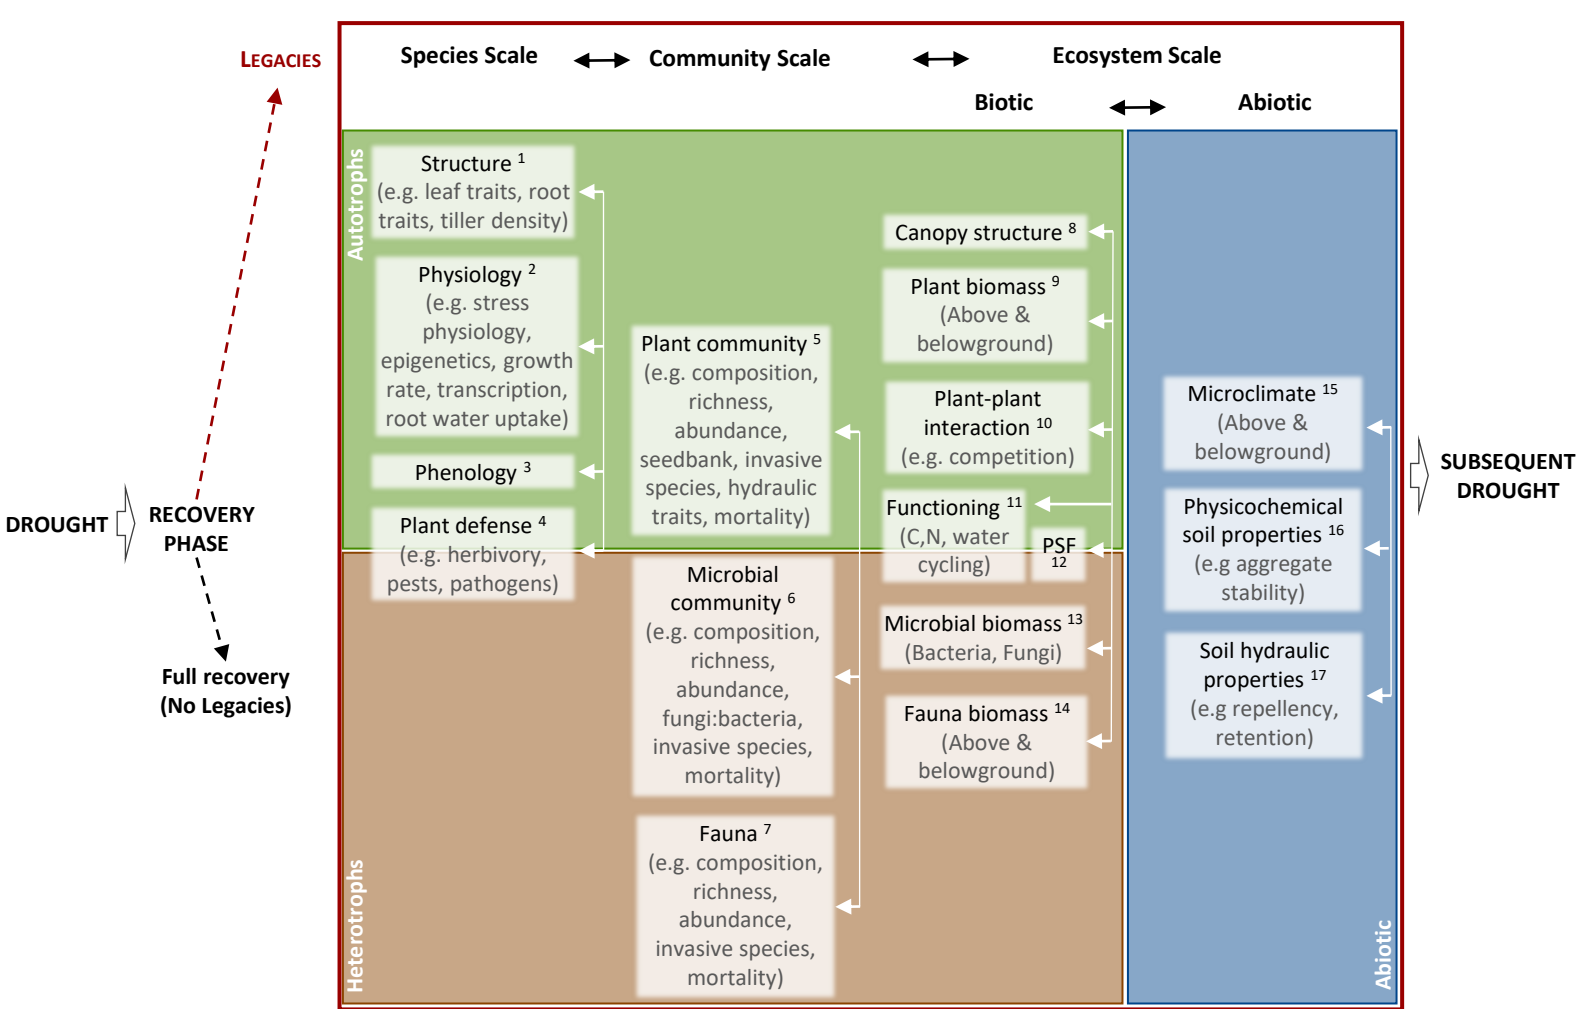 LEGACIES
Species Scale
Community Scale
Ecosystem Scale
Biotic
Abiotic
Autotrophs
Structure 1
(e.g. leaf traits, root
traits, tiller density)
Physiology 2
(e.g. stress
physiology,
epigenetics, growth
rate, transcription,
root water uptake)
Phenology 3
Plant defense 4
(e.g. herbivory,
pests, pathogens)
Plant community 5
(e.g. composition,
richness,
abundance,
seedbank, invasive
species, hydraulic
traits, mortality)
Microbial
community 6
(e.g. composition,
richness,
abundance,
fungi:bacteria,
invasive species,
mortality)
Fauna 7
(e.g. composition,
richness,
abundance,
invasive species,
mortality)
Canopy structure 8
Plant biomass 9
(Above &
belowground)
Plant-plant
interaction 10
(e.g. competition)
Functioning 11
(C,N, water
cycling)
PSF
12
Microbial biomass 13
(Bacteria, Fungi)
Fauna biomass 14
(Above &
belowground)
Microclimate 15
(Above &
belowground)
Physicochemical
soil properties 16
(e.g aggregate
stability)
Soil hydraulic
properties 17
(e.g repellency,
retention)
Heterotrophs
Abiotic
DROUGHT
RECOVERY
PHASE
Full recovery
(No Legacies)
SUBSEQUENT
DROUGHT